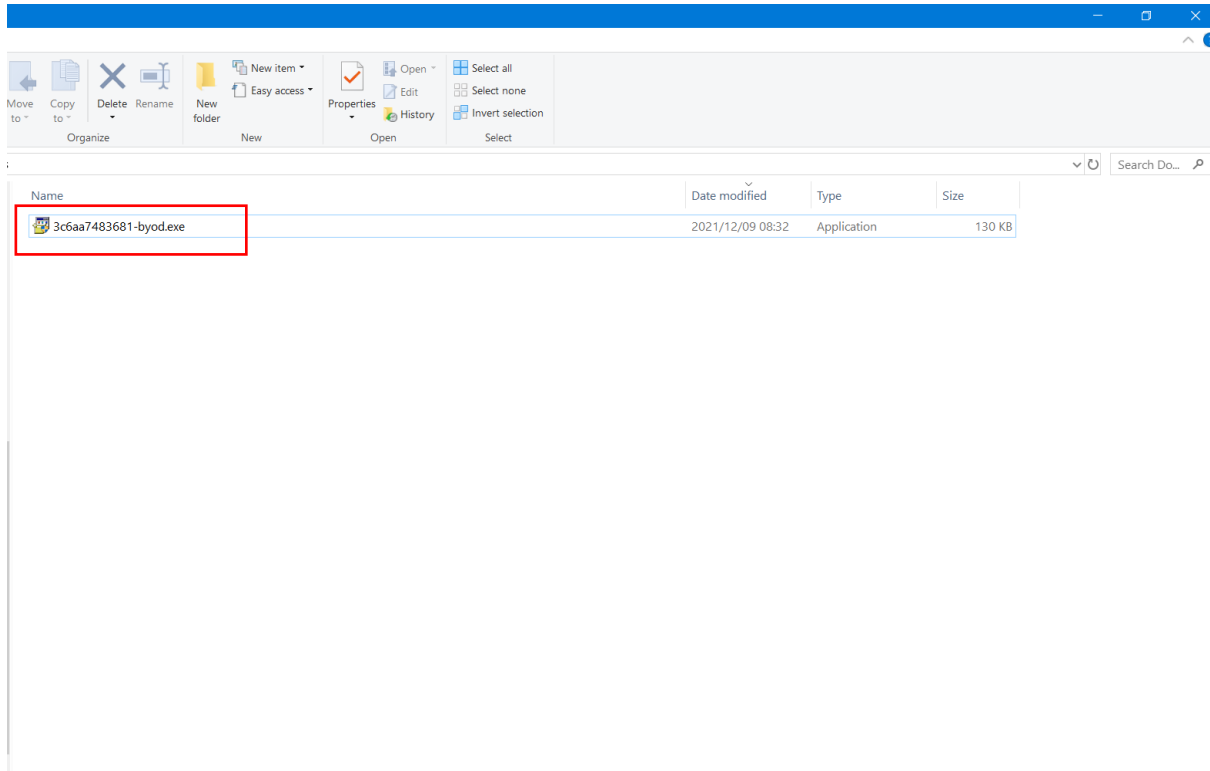 New item
Open
Select all
Easy access
Edit
Select none
Move to
Copy to
Delete
Rename
New folder
Properties
History
Invert selection
Organize
New
Open
Select
Search Do...
Name
Date modified
Type
Size
3c6aa7483681-byod.exe
2021/12/09 08:32
Application
130 KB